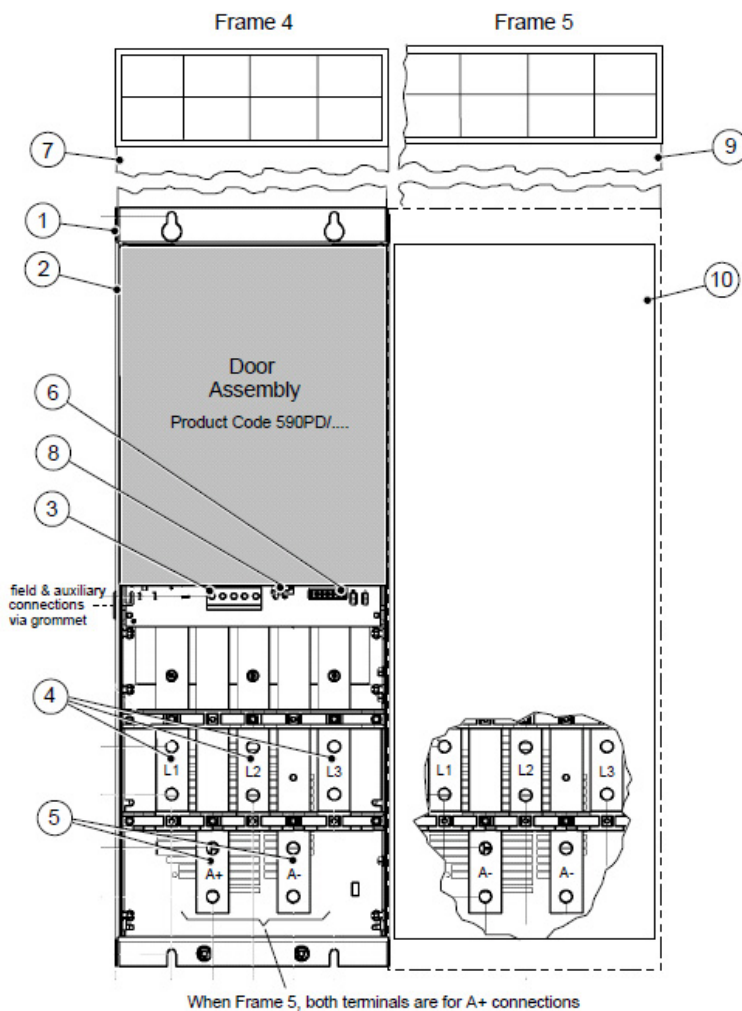 Frame 4
Frame 5
7
9
1
2
10
Door
Assembly
Product Code 590PD/....
6
8
3
field & auxiliary
connections
via grommet
4
L1
L2
L3
L1
L2
L3
5
A+
A-
A-
A-
When Frame 5, both terminals are for A+ connections